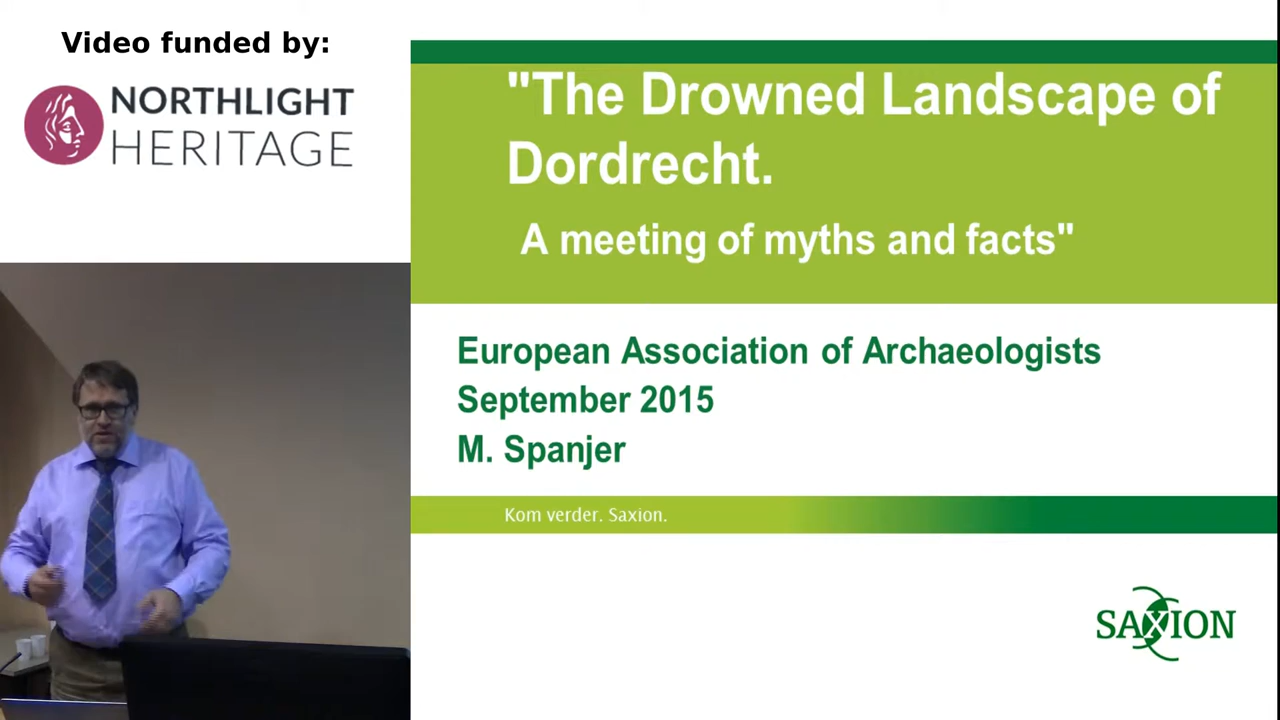 Video funded by:
NORTHLIGHT
HERITAGE
"The Drowned Landscape of
Dordrecht.
A meeting of myths and facts"
European Association of Archaeologists
September 2015
M. Spanjer
Kom verder. Saxion.
SAXION